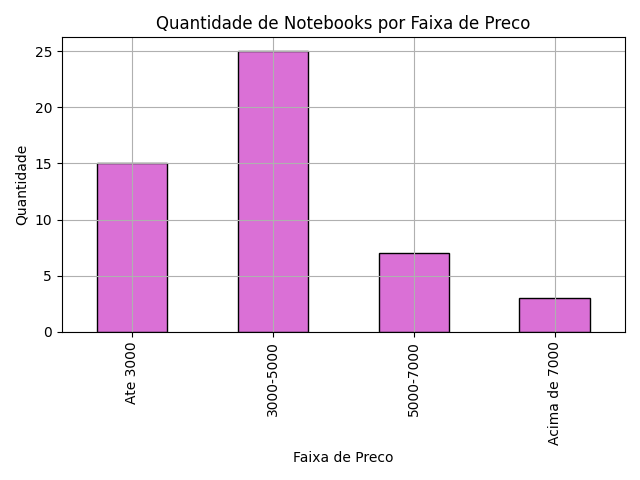 Quantidade de Notebooks por Faixa de Preco
Quantidade
25
20
15
10
5
0
Ate 3000
3000-5000
5000-7000
Acima de 7000
Faixa de Preco